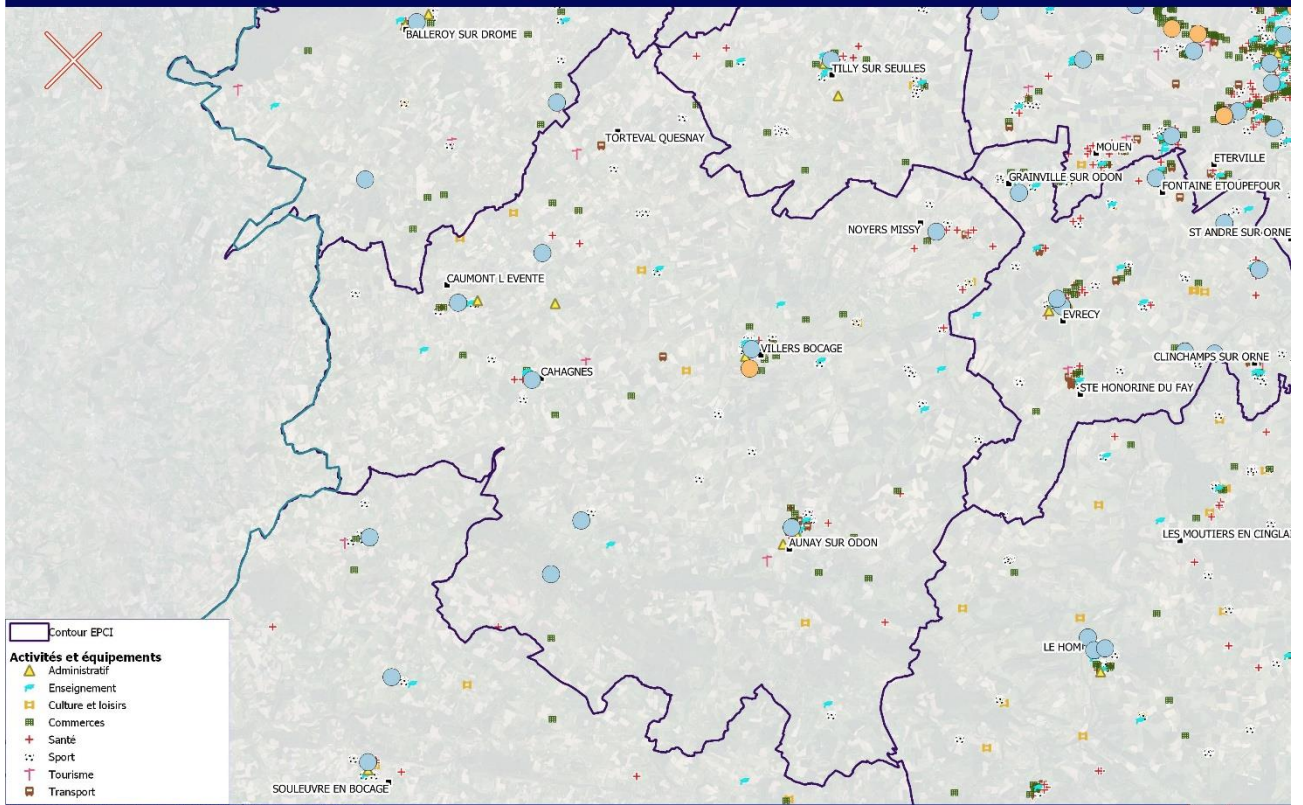 BALLEROY SUR DROME
TILLY SUR SEULLES
TORTEVAL QUESNAY
MOUEN
ETERVILLE
GRAINVILLE SUR ODON
FONTAINE ETOUPEFOUR
NOYERS MISSY
ST ANDRE SUR ORNE
CAUMONT L EVENTE
EVRECY
VILLERS BOCAGE
CLINCHAMPS SUR ORNE
CAHAGNES
STE HONORINE DU FAY
LES MOUTIERS EN CINGLAI
AUNAY SUR ODON
LE HOM
SOULEUVRE EN BOCAGE
Contour EPCI
Activités et équipements
Administratif
Enseignement
Culture et loisirs
Commerces
Santé
Sport
Tourisme
Transport